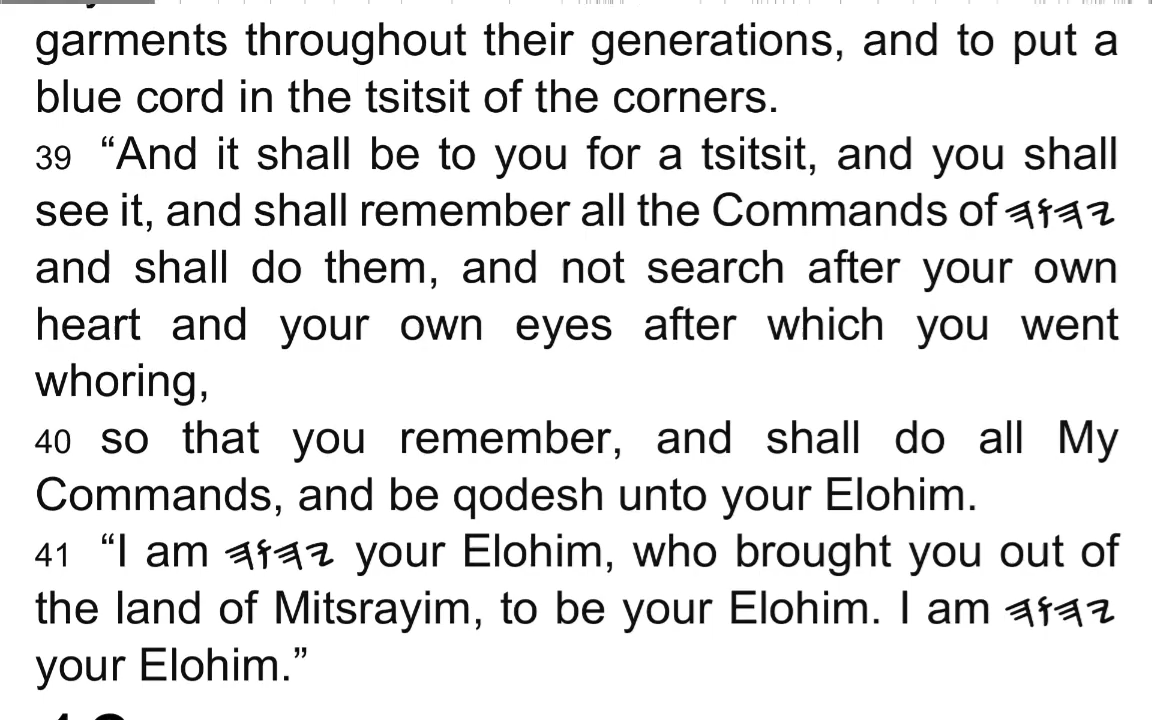 garments throughout their generations, and to put a
blue cord in the tsitsit of the corners.
39 “And it shall be to you for a tsitsit, and you shall
see it, and shall remember all the Commands of 𐤉𐤄𐤅𐤄
and shall do them, and not search after your own
heart and your own eyes after which you went
whoring,
40 so that you remember, and shall do all My
Commands, and be qodesh unto your Elohim.
41 “I am 𐤉𐤄𐤅𐤄 your Elohim, who brought you out of
the land of Mitsrayim, to be your Elohim. I am 𐤉𐤄𐤅𐤄
your Elohim.”